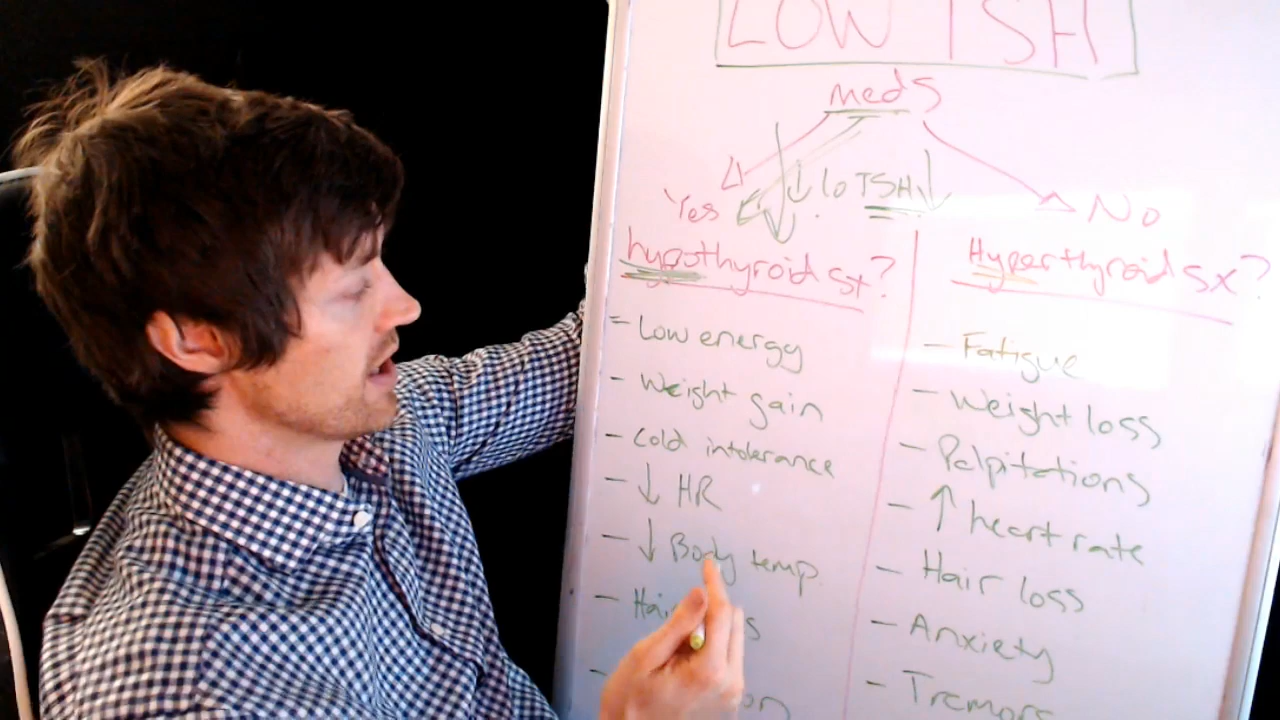 LOW TSH
meds
↓ lo TSH ↓
Yes
No
hypothyroid sx?
- Low energy
- Weight gain
- cold intolerance
- ↓ HR
- ↓ Body temp
- Hai
Hyperthyroid sx?
- Fatigue
- Weight loss
- Palpitations
- ↑ heart rate
- Hair loss
- Anxiety
- Tremors